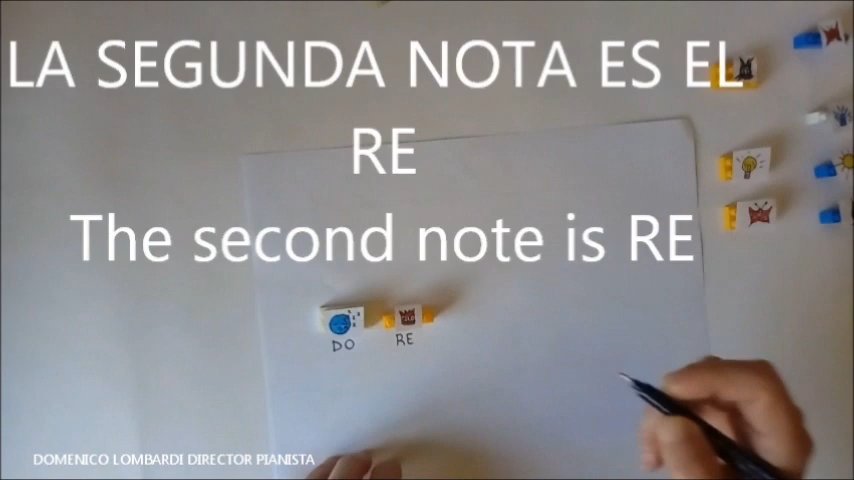 LA SEGUNDA NOTA ES EL
RE
The second note is RE
DO RE
DOMENICO LOMBARDI DIRECTOR PIANISTA